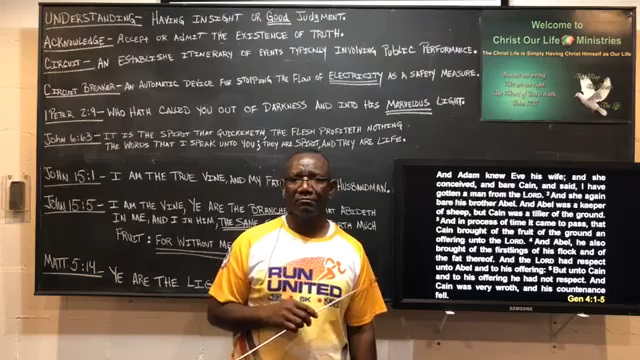 UNDERSTANDING- HAVING INSIGHT OR GOOD JUDGMENT.
ACKNOWLEDGE- ACCEPT OR ADMIT THE EXISTENCE OF TRUTH.
CIRCUIT- AN ESTABLISHE ITINERARY OF EVENTS TYPICALLY INVOLVING PUBLIC PERFORMANCE.
CIRCUIT BREAKER- AN AUTOMATIC DEVICE FOR STOPPING THE FLOW OF ELECTRICITY AS A SAFETY MEASURE.
1 PETER 2:9- WHO HATH CALLED YOU OUT OF DARKNESS AND INTO HIS MARVELOUS LIGHT.
JOHN 6:63- IT IS THE SPIRIT THAT QUICKENETH THE FLESH PROFITETH NOTHING
THE WORDS THAT I SPEAK UNTO YOU; THEY ARE SPIRIT, AND THEY ARE LIFE.
JOHN 15:1- I AM THE TRUE VINE, AND MY HUSBANDMAN.
JOHN 15:5- I AM THE VINE, YE ARE THE BRANCHE THAT ABIDETH
IN ME, AND I IN HIM, THE SAME MUCH
FRUIT: FOR WITHOUT ME
MATT 5:14- YE ARE THE LIG
RUN
UNITED
5K
Welcome to
Christ Our Life Ministries
The Christ Life is Simply Having Christ Himself as Our Life
And Adam knew Eve his wife; and she
conceived, and bare Cain, and said, I have
gotten a man from the LORD. 2 And she again
bare his brother Abel. And Abel was a keeper
of sheep, but Cain was a tiller of the ground.
3 And in process of time it came to pass, that
Cain brought of the fruit of the ground an
offering unto the LORD. 4 And Abel, he also
brought of the firstlings of his flock and of
the fat thereof. And the LORD had respect
unto Abel and to his offering: 5 But unto Cain
and to his offering he had not respect. And
Cain was very wroth, and his countenance
fell. Gen 4:1-5
SAMSUNG